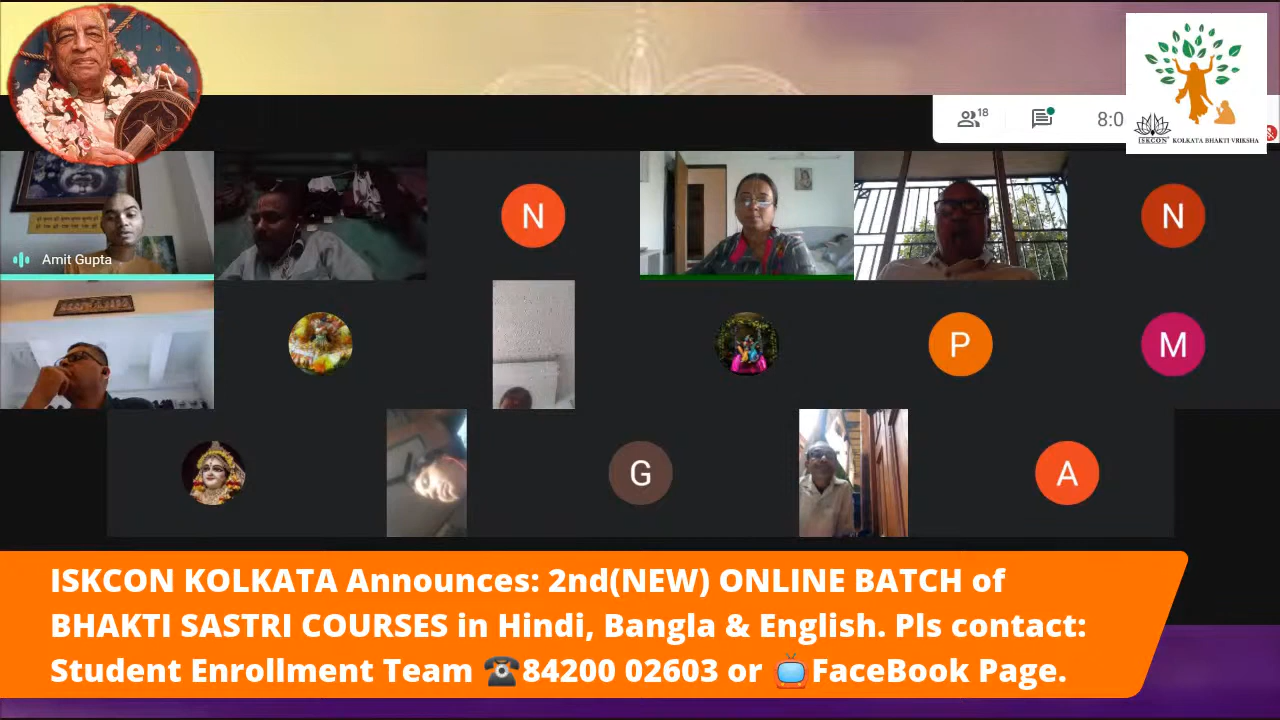 18
8:0
ISKCON KOLKATA BHAKTI VRIKSHA
N
N
Amit Gupta
P
M
G
A
ISKCON KOLKATA Announces: 2nd(NEW) ONLINE BATCH of
BHAKTI SASTRI COURSES in Hindi, Bangla & English. Pls contact:
Student Enrollment Team ☎84200 02603 or 📺FaceBook Page.